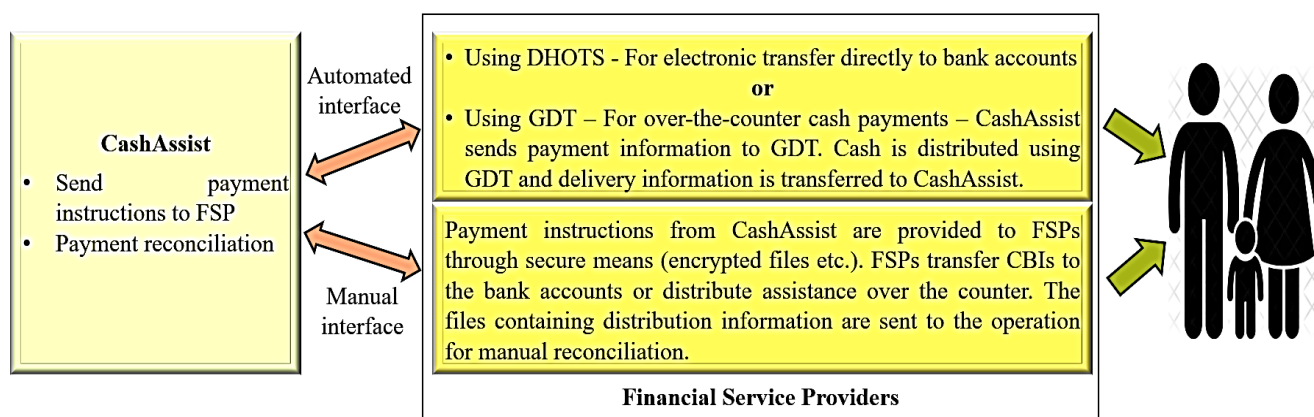 CashAssist
• Send payment
instructions to FSP
• Payment reconciliation
Automated
interface
Manual
interface
• Using DHOTS - For electronic transfer directly to bank accounts
or
• Using GDT – For over-the-counter cash payments – CashAssist
sends payment information to GDT. Cash is distributed using
GDT and delivery information is transferred to CashAssist.
Payment instructions from CashAssist are provided to FSPs
through secure means (encrypted files etc.). FSPs transfer CBIs to
the bank accounts or distribute assistance over the counter. The
files containing distribution information are sent to the operation
for manual reconciliation.
Financial Service Providers